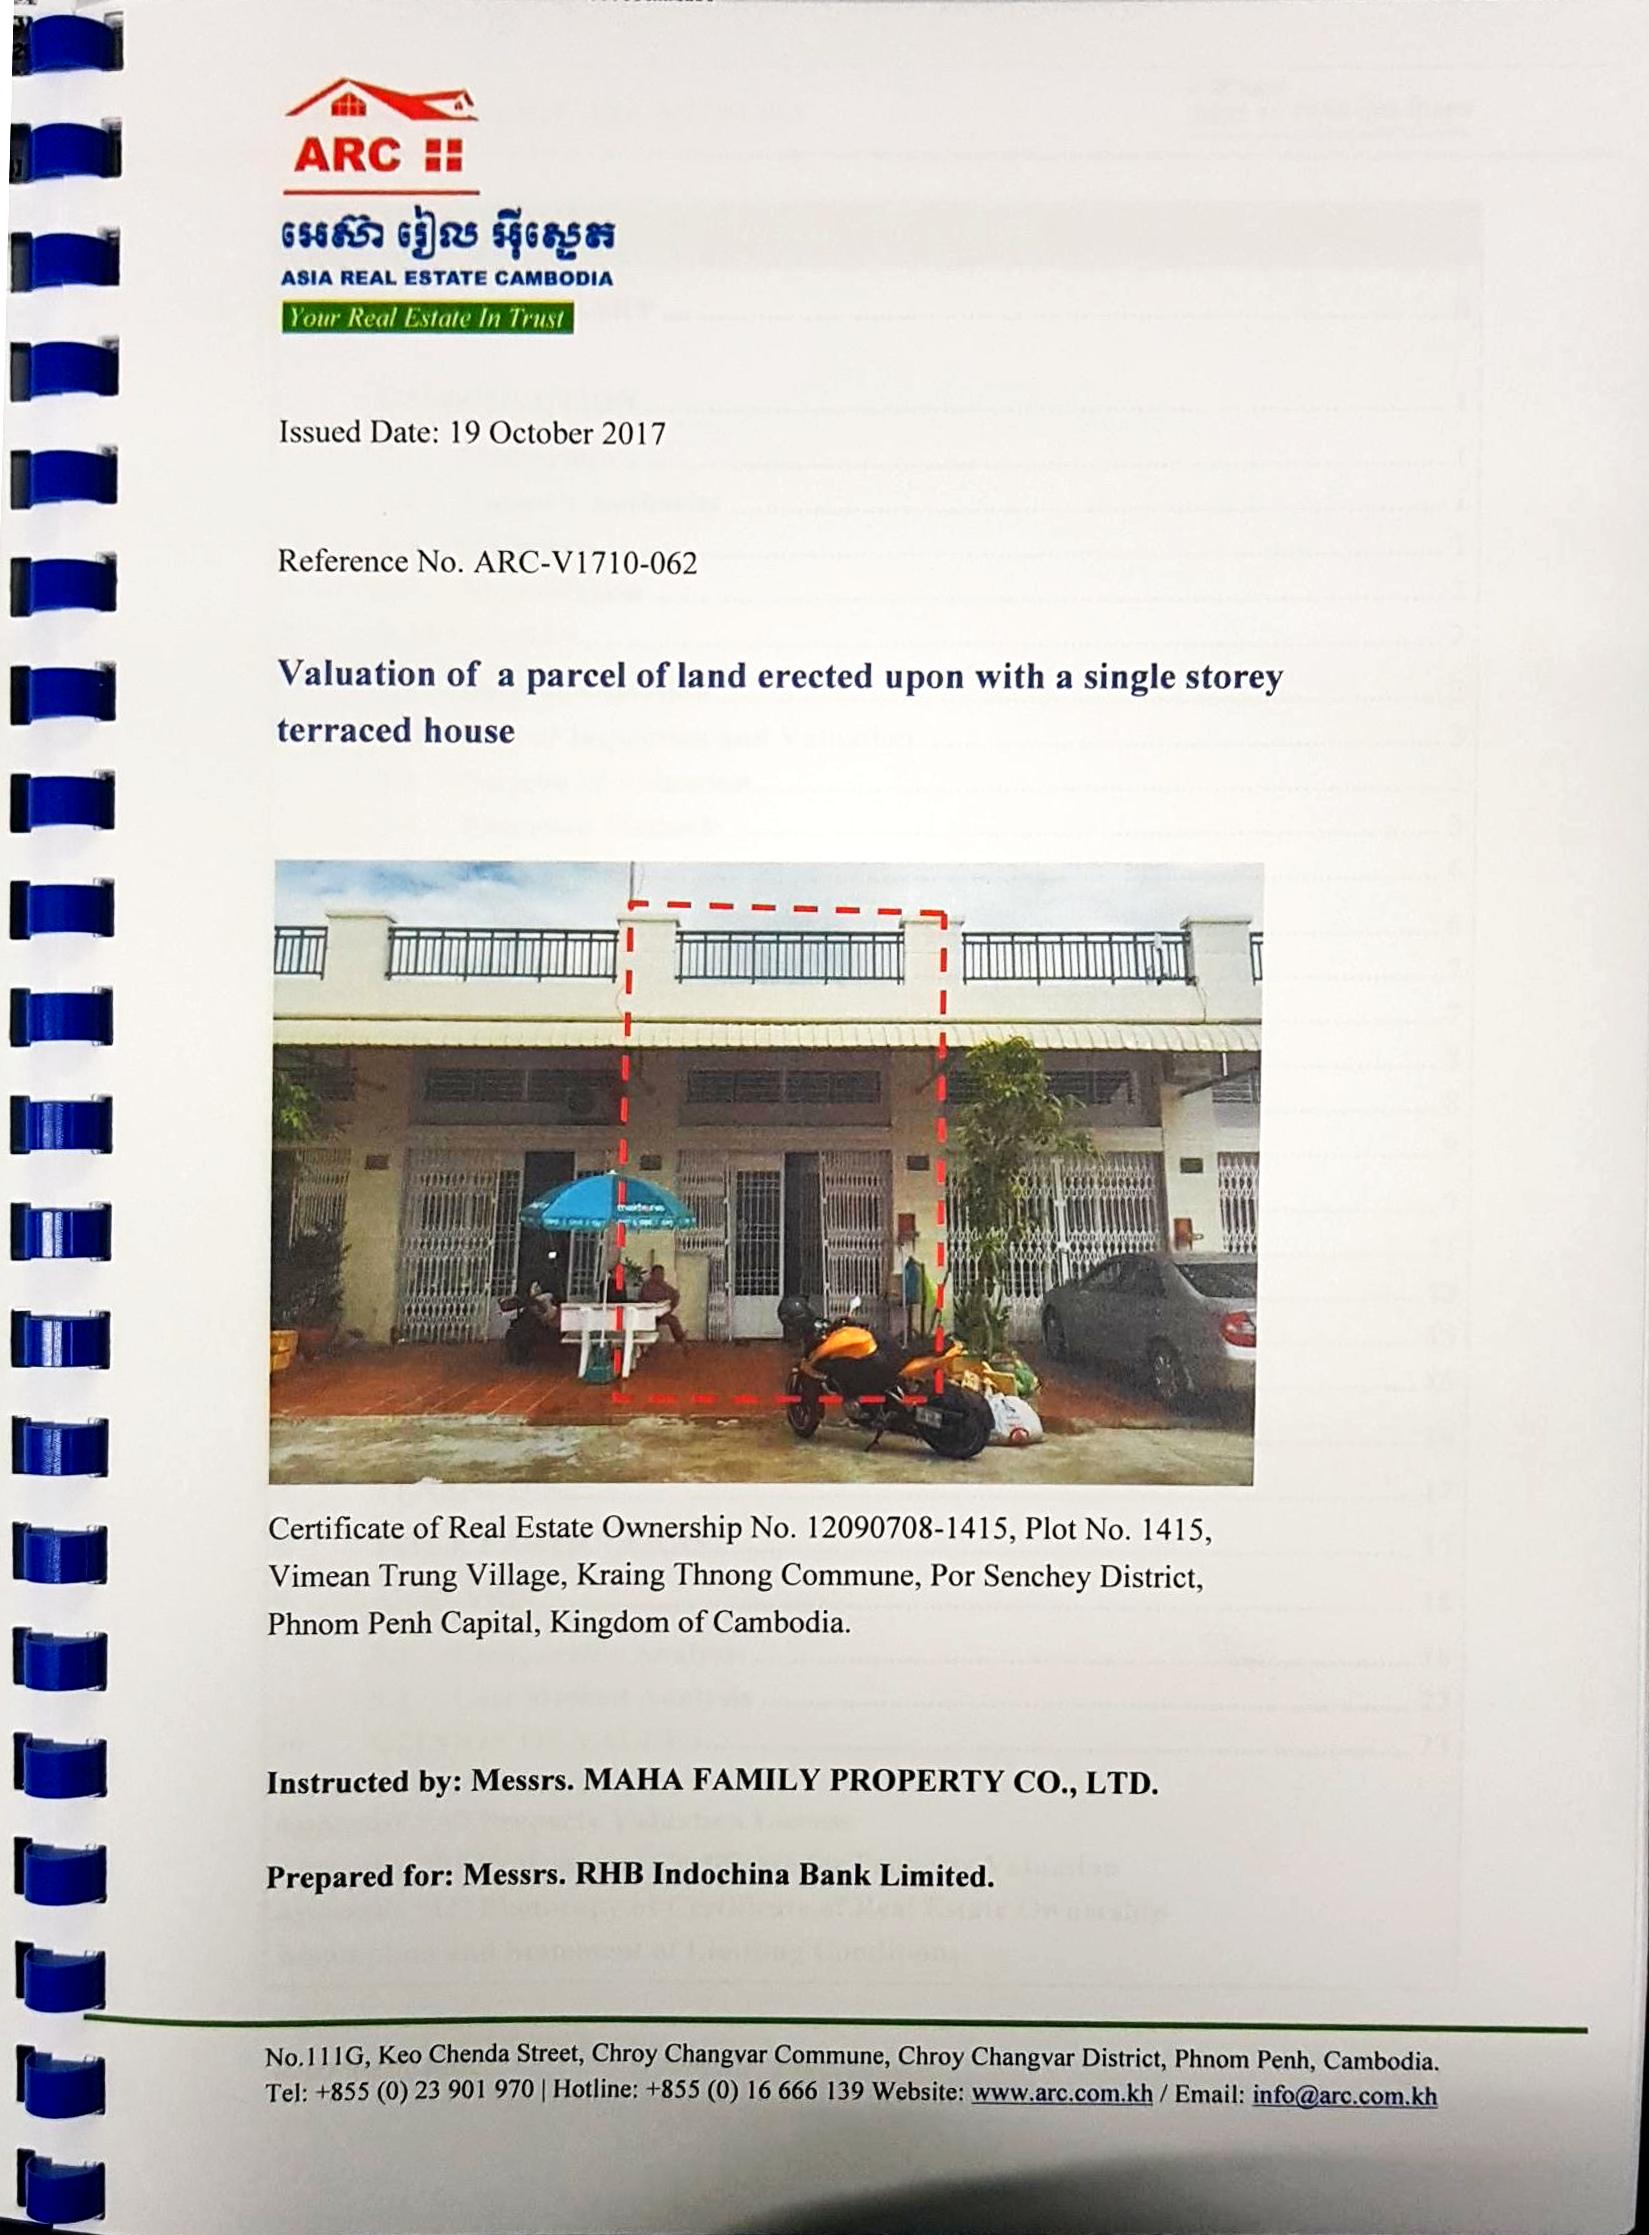 ARC
អេស៊ា រៀល អ៊ីស្ទេត
ASIA REAL ESTATE CAMBODIA
Your Real Estate In Trust
Issued Date: 19 October 2017
Reference No. ARC-V1710-062
Valuation of a parcel of land erected upon with a single storey
terraced house
Certificate of Real Estate Ownership No. 12090708-1415, Plot No. 1415,
Vimean Trung Village, Kraing Thnong Commune, Por Senchey District,
Phnom Penh Capital, Kingdom of Cambodia.
Instructed by: Messrs. MAHA FAMILY PROPERTY CO., LTD.
Prepared for: Messrs. RHB Indochina Bank Limited.
No.111G, Keo Chenda Street, Chroy Changvar Commune, Chroy Changvar District, Phnom Penh, Cambodia.
Tel: +855 (0) 23 901 970 | Hotline: +855 (0) 16 666 139 Website: www.arc.com.kh / Email: info@arc.com.kh